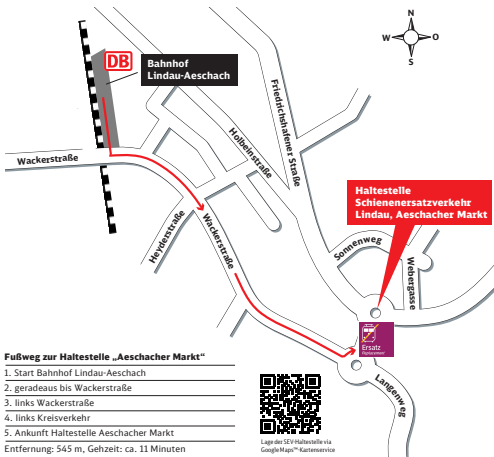 N
W
O
S
DB
Bahnhof
Lindau-Aeschach
Friedrichshafener Straße
Holbeinstraße
Wackerstraße
Heyderstraße
Wackerstraße
Haltestelle
Schienenersatzverkehr
Lindau, Aeschacher Markt
Sonnenweg
Webergasse
Ersatz
Replacement
Langenweg
Fußweg zur Haltestelle „Aeschacher Markt“
1. Start Bahnhof Lindau-Aeschach
2. geradeaus bis Wackerstraße
3. links Wackerstraße
4. links Kreisverkehr
5. Ankunft Haltestelle Aeschacher Markt
Entfernung: 545 m, Gehzeit: ca. 11 Minuten
Lage der SEV-Haltestelle via
Google Maps™-Kartenservice